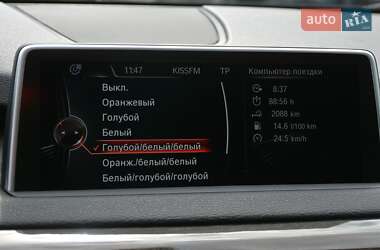 auto RIA
11:47 KISSFM TP
Компьютер поездки
Выкл.
Оранжевый
Голубой
Белый
Голубой/белый/белый
Оранж./белый/белый
Белый/голубой/голубой
8:37
88:56 h
2088 km
14.6 l/100 km
24.5 km/h